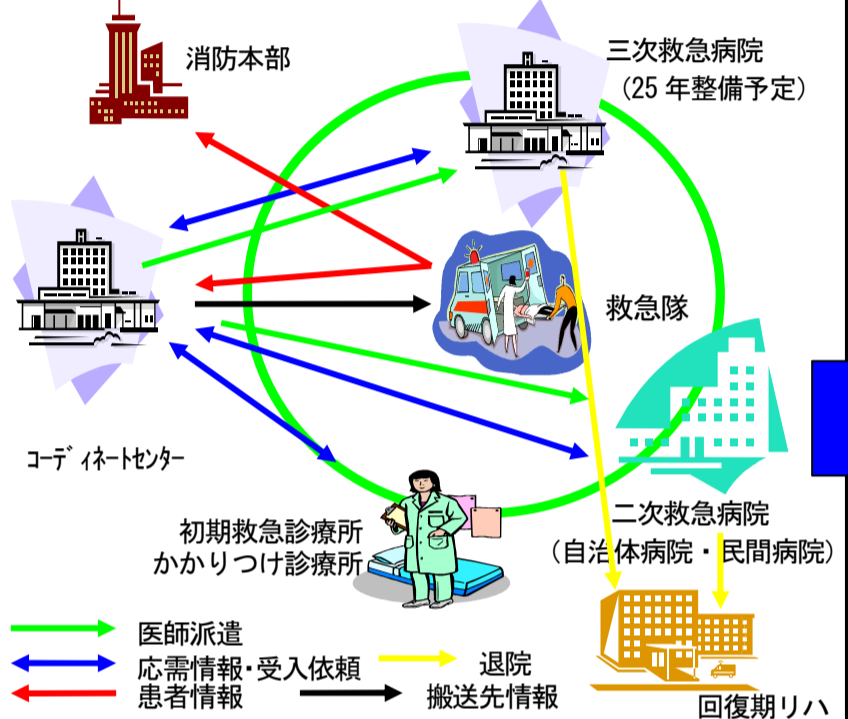 消防本部
三次救急病院
（25 年整備予定）
救急隊
コーディネートセンター
二次救急病院
（自治体病院・民間病院）
初期救急診療所
かかりつけ診療所
医師派遣
応需情報・受入依頼
退院
患者情報
搬送先情報
回復期リハ